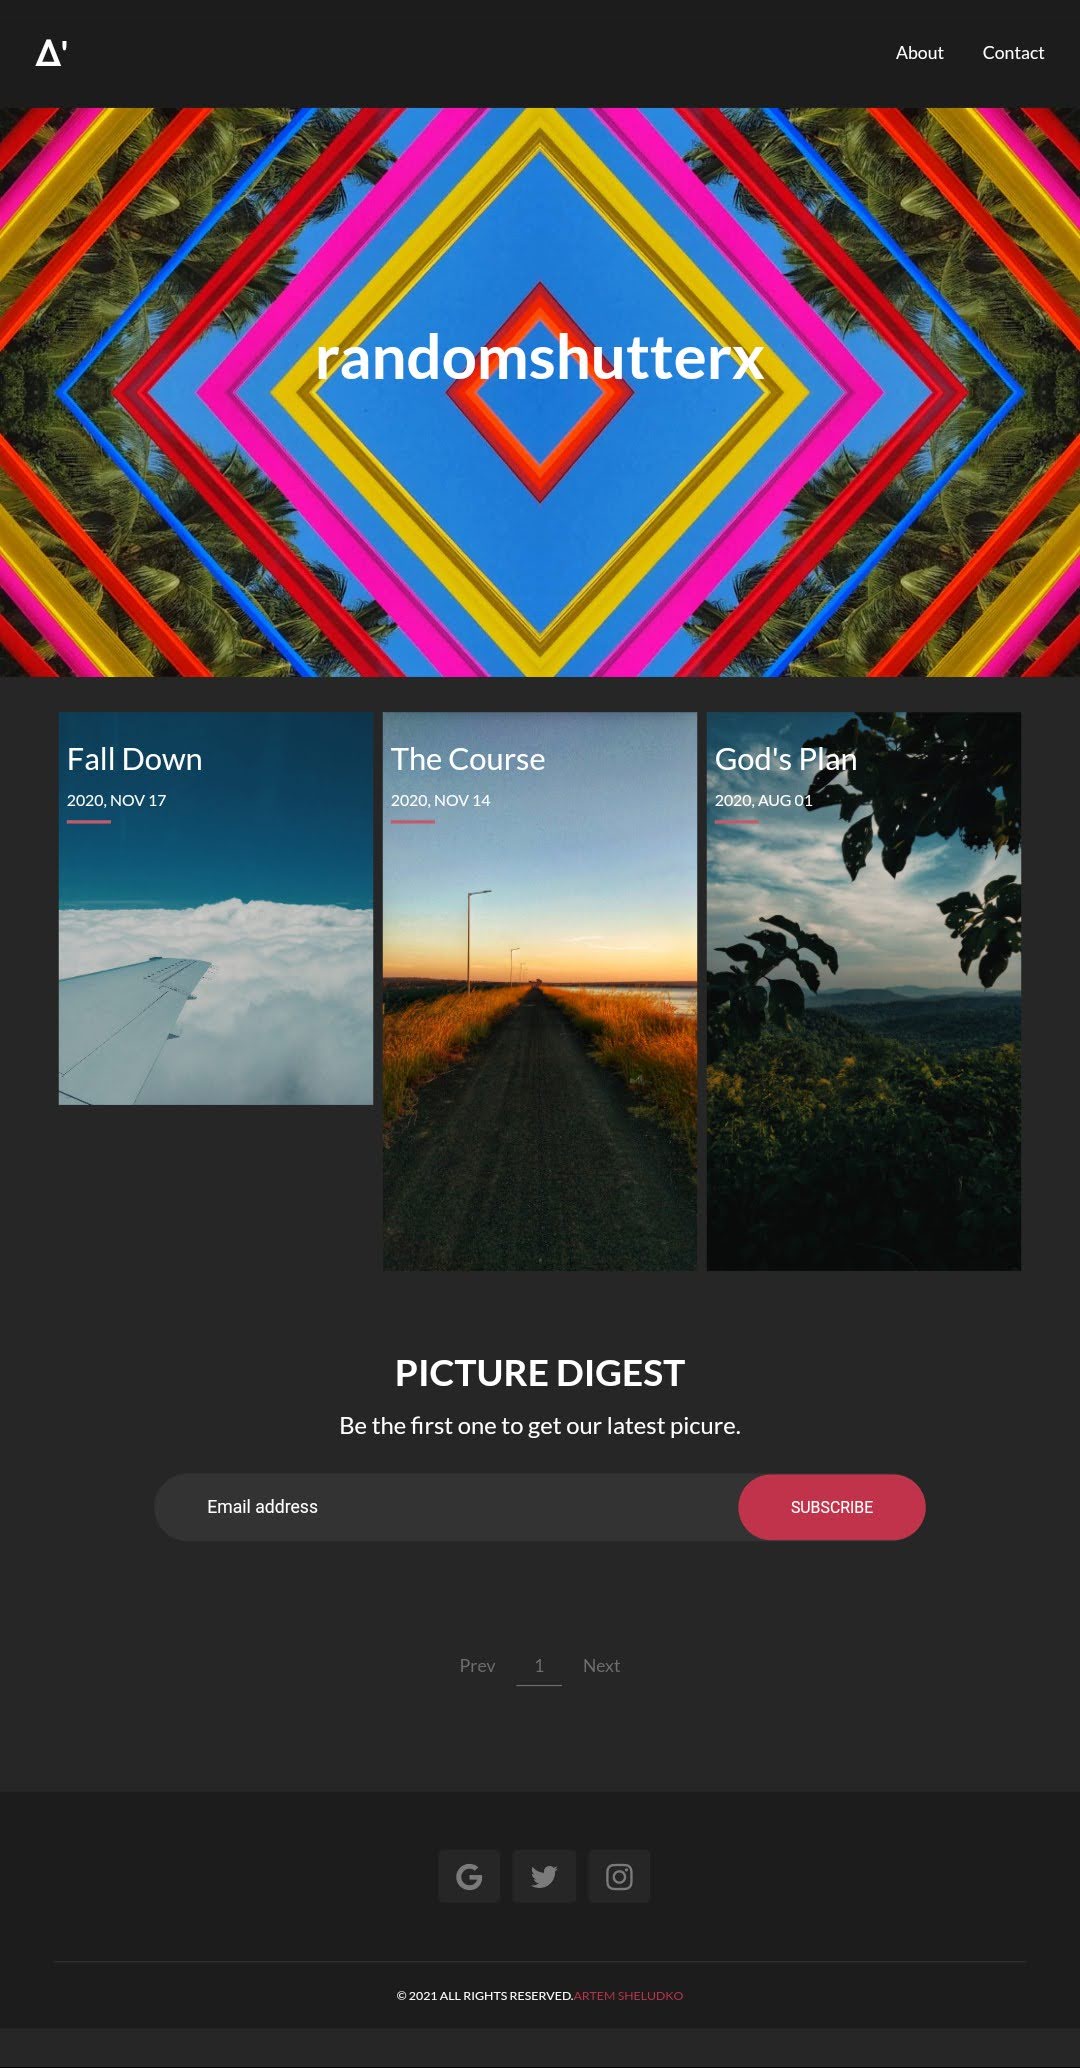 Δ'
About Contact
randomshutterx
Fall Down
2020, NOV 17
The Course
2020, NOV 14
God's Plan
2020, AUG 01
PICTURE DIGEST
Be the first one to get our latest picure.
Email address
SUBSCRIBE
Prev 1 Next
© 2021 ALL RIGHTS RESERVED.ARTEM SHELUDKO